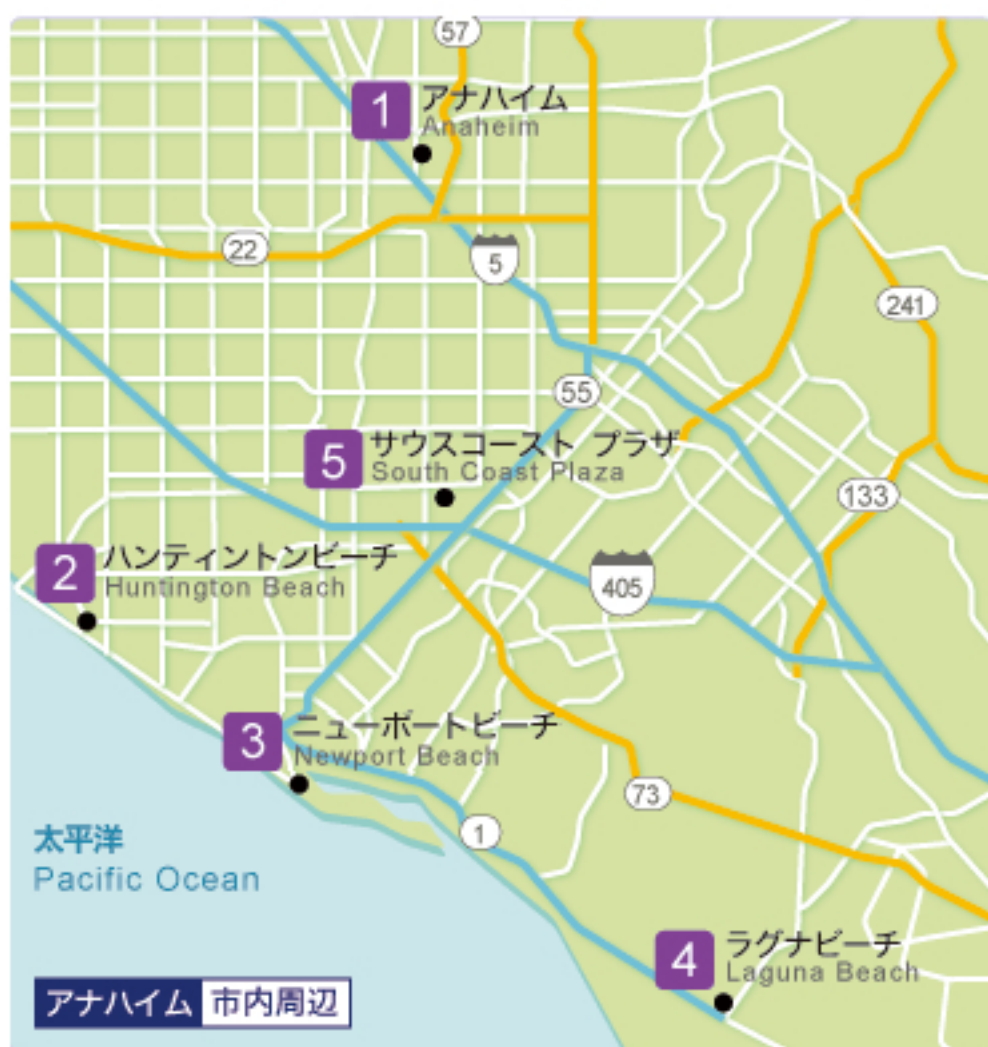 57
1
アナハイム
Anaheim
22
5
241
55
5
サウスコースト プラザ
South Coast Plaza
133
2
ハンティントンビーチ
Huntington Beach
405
3
ニューポートビーチ
Newport Beach
73
1
太平洋
Pacific Ocean
4
ラグナビーチ
Laguna Beach
アナハイム 市内周辺